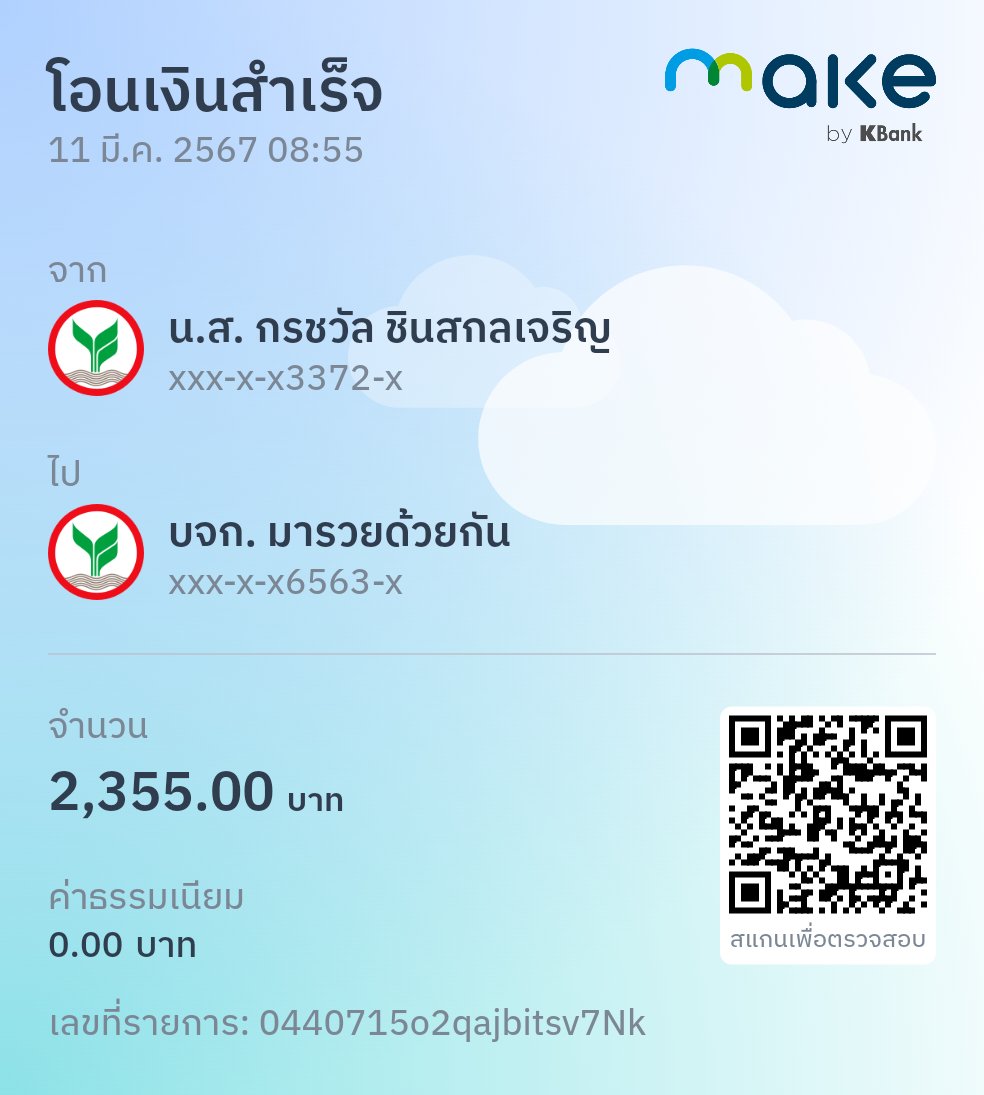 โอนเงินสำเร็จ
11 มี.ค. 2567 08:55
make
by KBank
จาก
น.ส. กรชวัล ชินสกลเจริญ
xxx-x-x3372-x
ไป
บจก. มารวยด้วยกัน
xxx-x-x6563-x
จำนวน
2,355.00 บาท
ค่าธรรมเนียม
0.00 บาท
สแกนเพื่อตรวจสอบ
เลขที่รายการ: 0440715o2qajbitsv7Nk